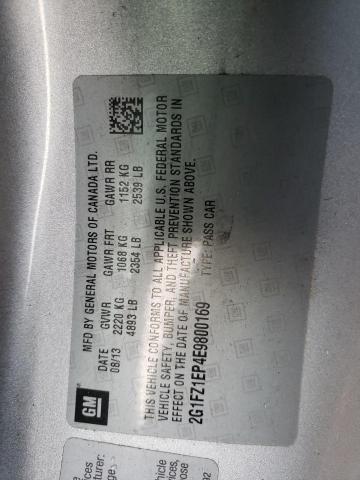 GM
MFD BY GENERAL MOTORS OF CANADA LTD.
DATE GVWR GAWR FRT GAWR RR
08/13 2220 KG 1068 KG 1152 KG
4893 LB 2354 LB 2539 LB
THIS VEHICLE CONFORMS TO ALL APPLICABLE U.S. FEDERAL MOTOR
VEHICLE SAFETY, BUMPER, AND THEFT PREVENTION STANDARDS IN
EFFECT ON THE DATE OF MANUFACTURE SHOWN ABOVE.
2G1FZ1EP4E9800169 TYPE: PASS CAR